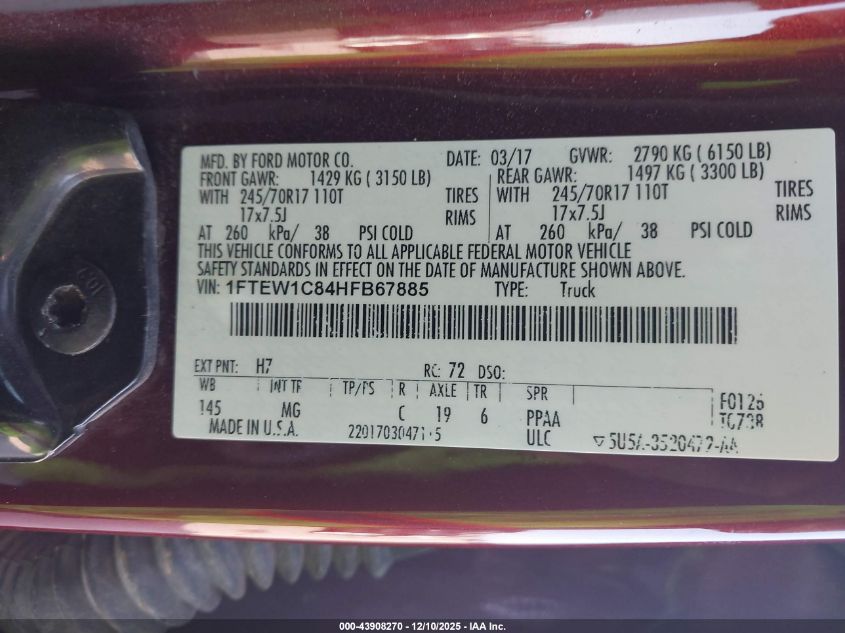 MFD. BY FORD MOTOR CO. DATE: 03/17 GVWR: 2790 KG ( 6150 LB)
FRONT GAWR: 1429 KG ( 3150 LB) REAR GAWR: 1497 KG ( 3300 LB)
WITH 245/70R17 110T TIRES WITH 245/70R17 110T TIRES
17x7.5J RIMS 17x7.5J RIMS
AT 260 kPa/ 38 PSI COLD AT 260 kPa/ 38 PSI COLD
THIS VEHICLE CONFORMS TO ALL APPLICABLE FEDERAL MOTOR VEHICLE
SAFETY STANDARDS IN EFFECT ON THE DATE OF MANUFACTURE SHOWN ABOVE.
VIN: 1FTEW1C84HFB67885 TYPE: Truck
EXT PNT: H7 RC: 72 DSO:
WB INT TF TP/PS R AXLE TR SPR
145 MG C 19 6 PPAA
MADE IN U.S.A. ULC
000-43908270 - 12/10/2025 - IAA Inc.